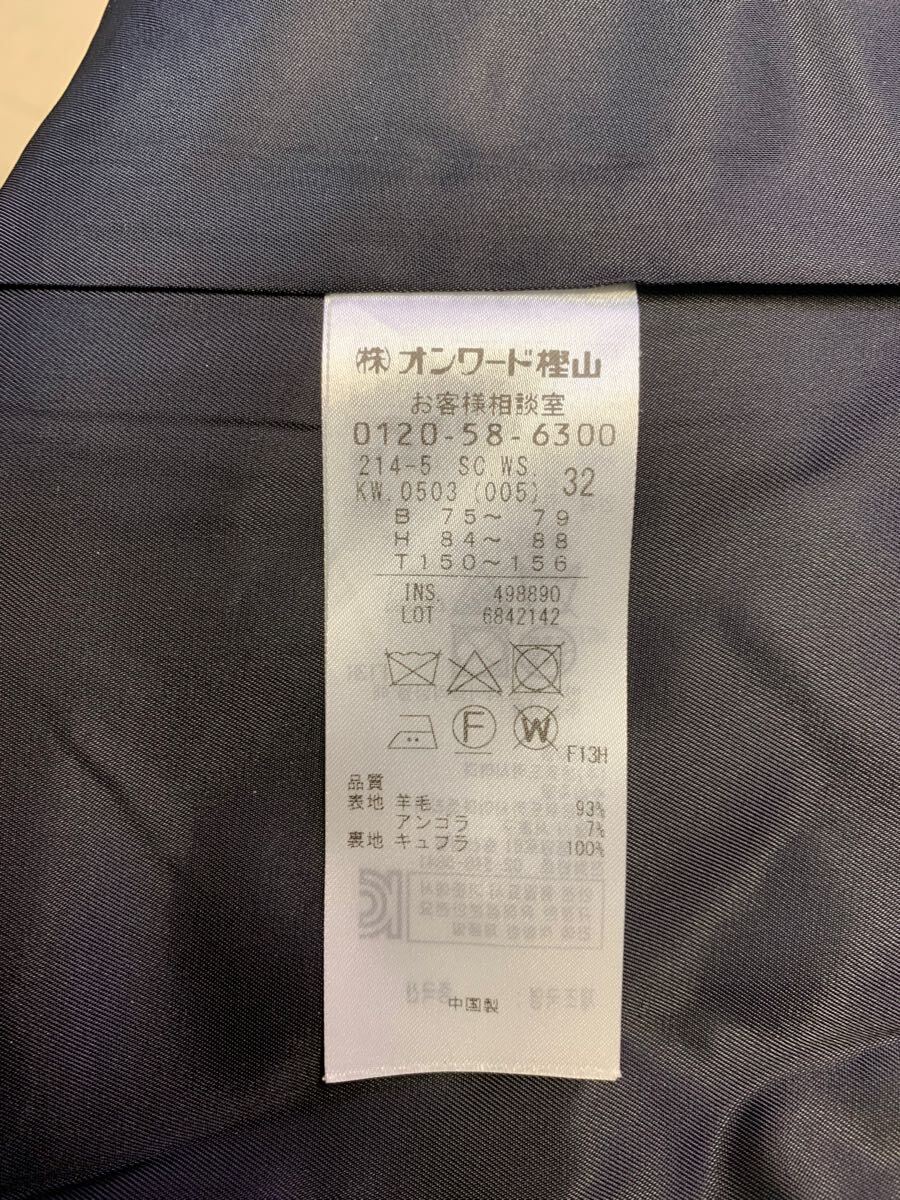 ㈱オンワード樫山
お客様相談室
0120-58-6300
214-5 SC.WS.
KW.0503 (005) 32
B 75～ 79
H 84～ 88
T150～156
INS. 498890
LOT 6842142
F W F13H
品質
表地 羊毛 93%
アンゴラ 7%
裏地 キュプラ 100%
中国製